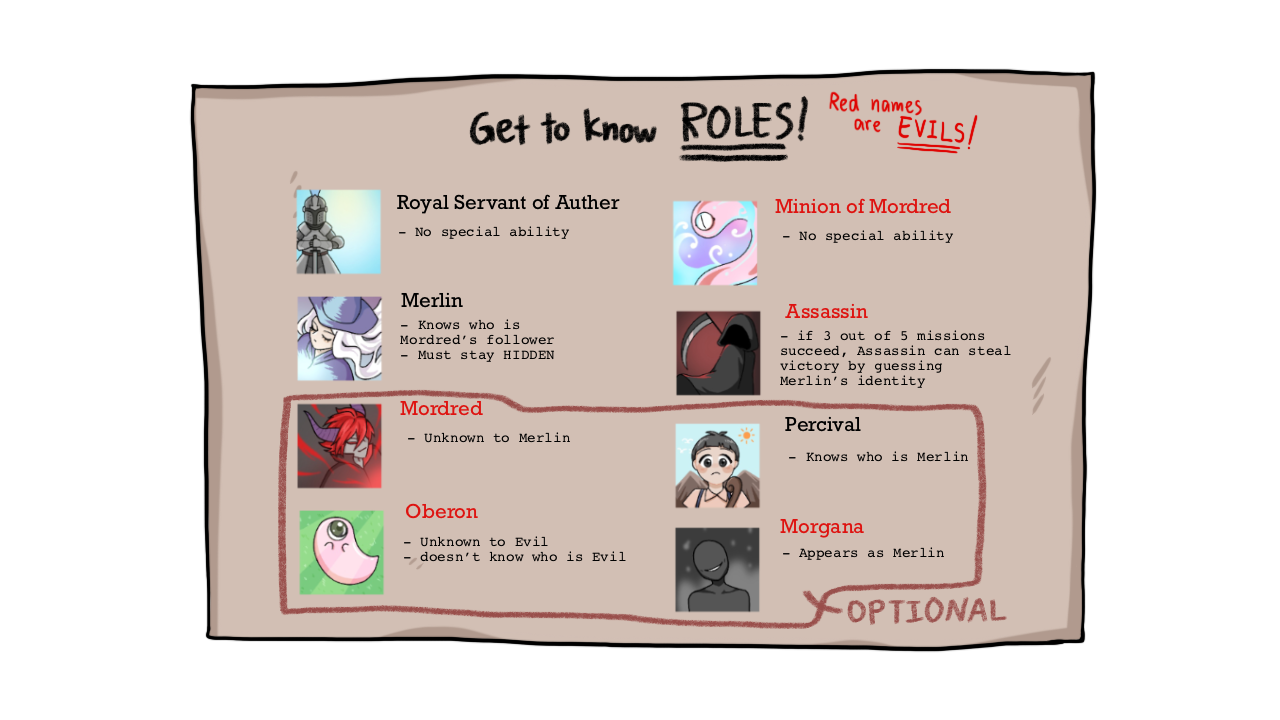 Get to know ROLES!
Red names
are EVILS!
Royal Servant of Auther
- No special ability
Minion of Mordred
- No special ability
Merlin
- Knows who is
Mordred's follower
- Must stay HIDDEN
Assassin
- if 3 out of 5 missions
succeed, Assassin can steal
victory by guessing
Merlin's identity
Mordred
- Unknown to Merlin
Percival
- Knows who is Merlin
Oberon
- Unknown to Evil
- doesn't know who is Evil
Morgana
- Appears as Merlin
OPTIONAL